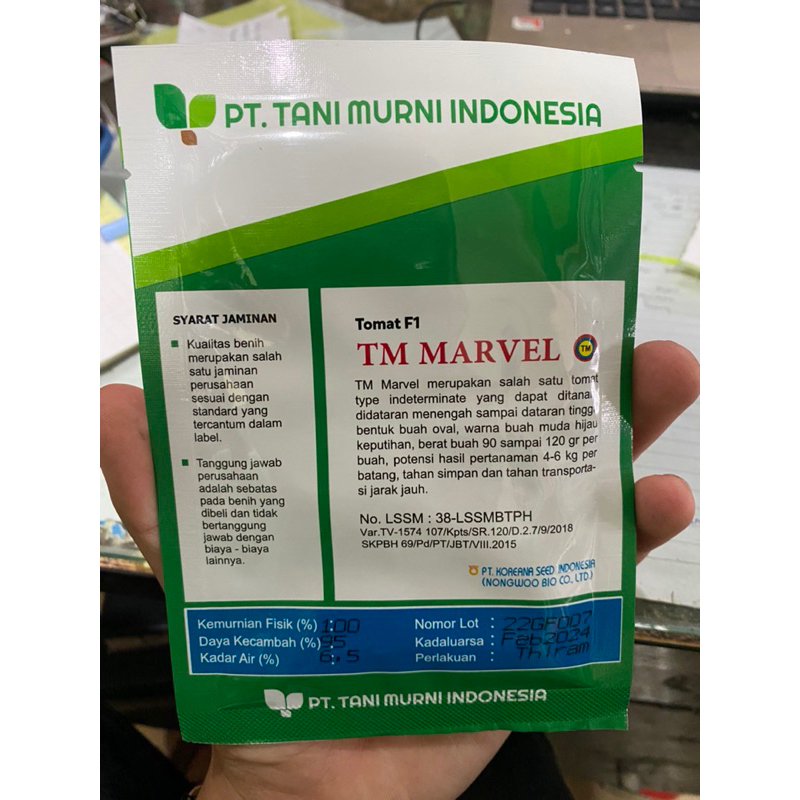 PT. TANI MURNI INDONESIA
SYARAT JAMINAN
Kualitas benih
merupakan salah
satu jaminan
perusahaan
sesuai dengan
standard yang
tercantum dalam
label.
Tanggung jawab
perusahaan
adalah sebatas
pada benih yang
dibeli dan tidak
bertanggung
jawab dengan
biaya - biaya
lainnya.
Tomat F1
TM MARVEL TM
TM Marvel merupakan salah satu tomat
type indeterminate yang dapat ditanam
didataran menengah sampai dataran tinggi,
bentuk buah oval, warna buah muda hijau
keputihan, berat buah 90 sampai 120 gr per
buah, potensi hasil pertanaman 4-6 kg per
batang, tahan simpan dan tahan transporta-
si jarak jauh.
No. LSSM : 38-LSSMBTPH
Var.TV-1574 107/Kpts/SR.120/D.2.7/9/2018
SKPBH 69/Pd/PT/JBT/VIII.2015
PT. KOREANA SEED INDONESIA
(NONGWOO BIO CO., LTD.)
Kemurnian Fisik (%) : 100
Daya Kecambah (%) : 95
Kadar Air (%) : 6,5
Nomor Lot : 22GF007
Kadaluarsa : Feb2024
Perlakuan : Thiram
PT. TANI MURNI INDONESIA